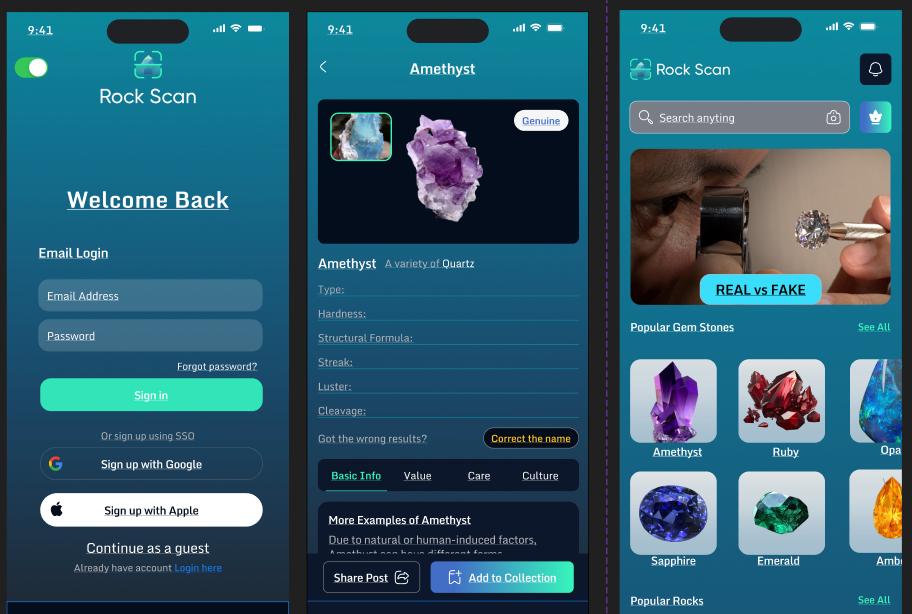 9:41
Rock Scan
Welcome Back
Email Login
Email Address
Password
Forgot password?
Sign in
Or sign up using SSO
Sign up with Google
Sign up with Apple
Continue as a guest
Already have account Login here
9:41
Amethyst
Genuine
Amethyst A variety of Quartz
Type:
Hardness:
Structural Formula:
Streak:
Luster:
Cleavage:
Got the wrong results? Correct the name
Basic Info Value Care Culture
More Examples of Amethyst
Due to natural or human-induced factors,
Amethyst can have different forms
Share Post Add to Collection
9:41
Rock Scan
Search anyting
REAL vs FAKE
Popular Gem Stones See All
Amethyst Ruby Opa
Sapphire Emerald Ambe
Popular Rocks See All